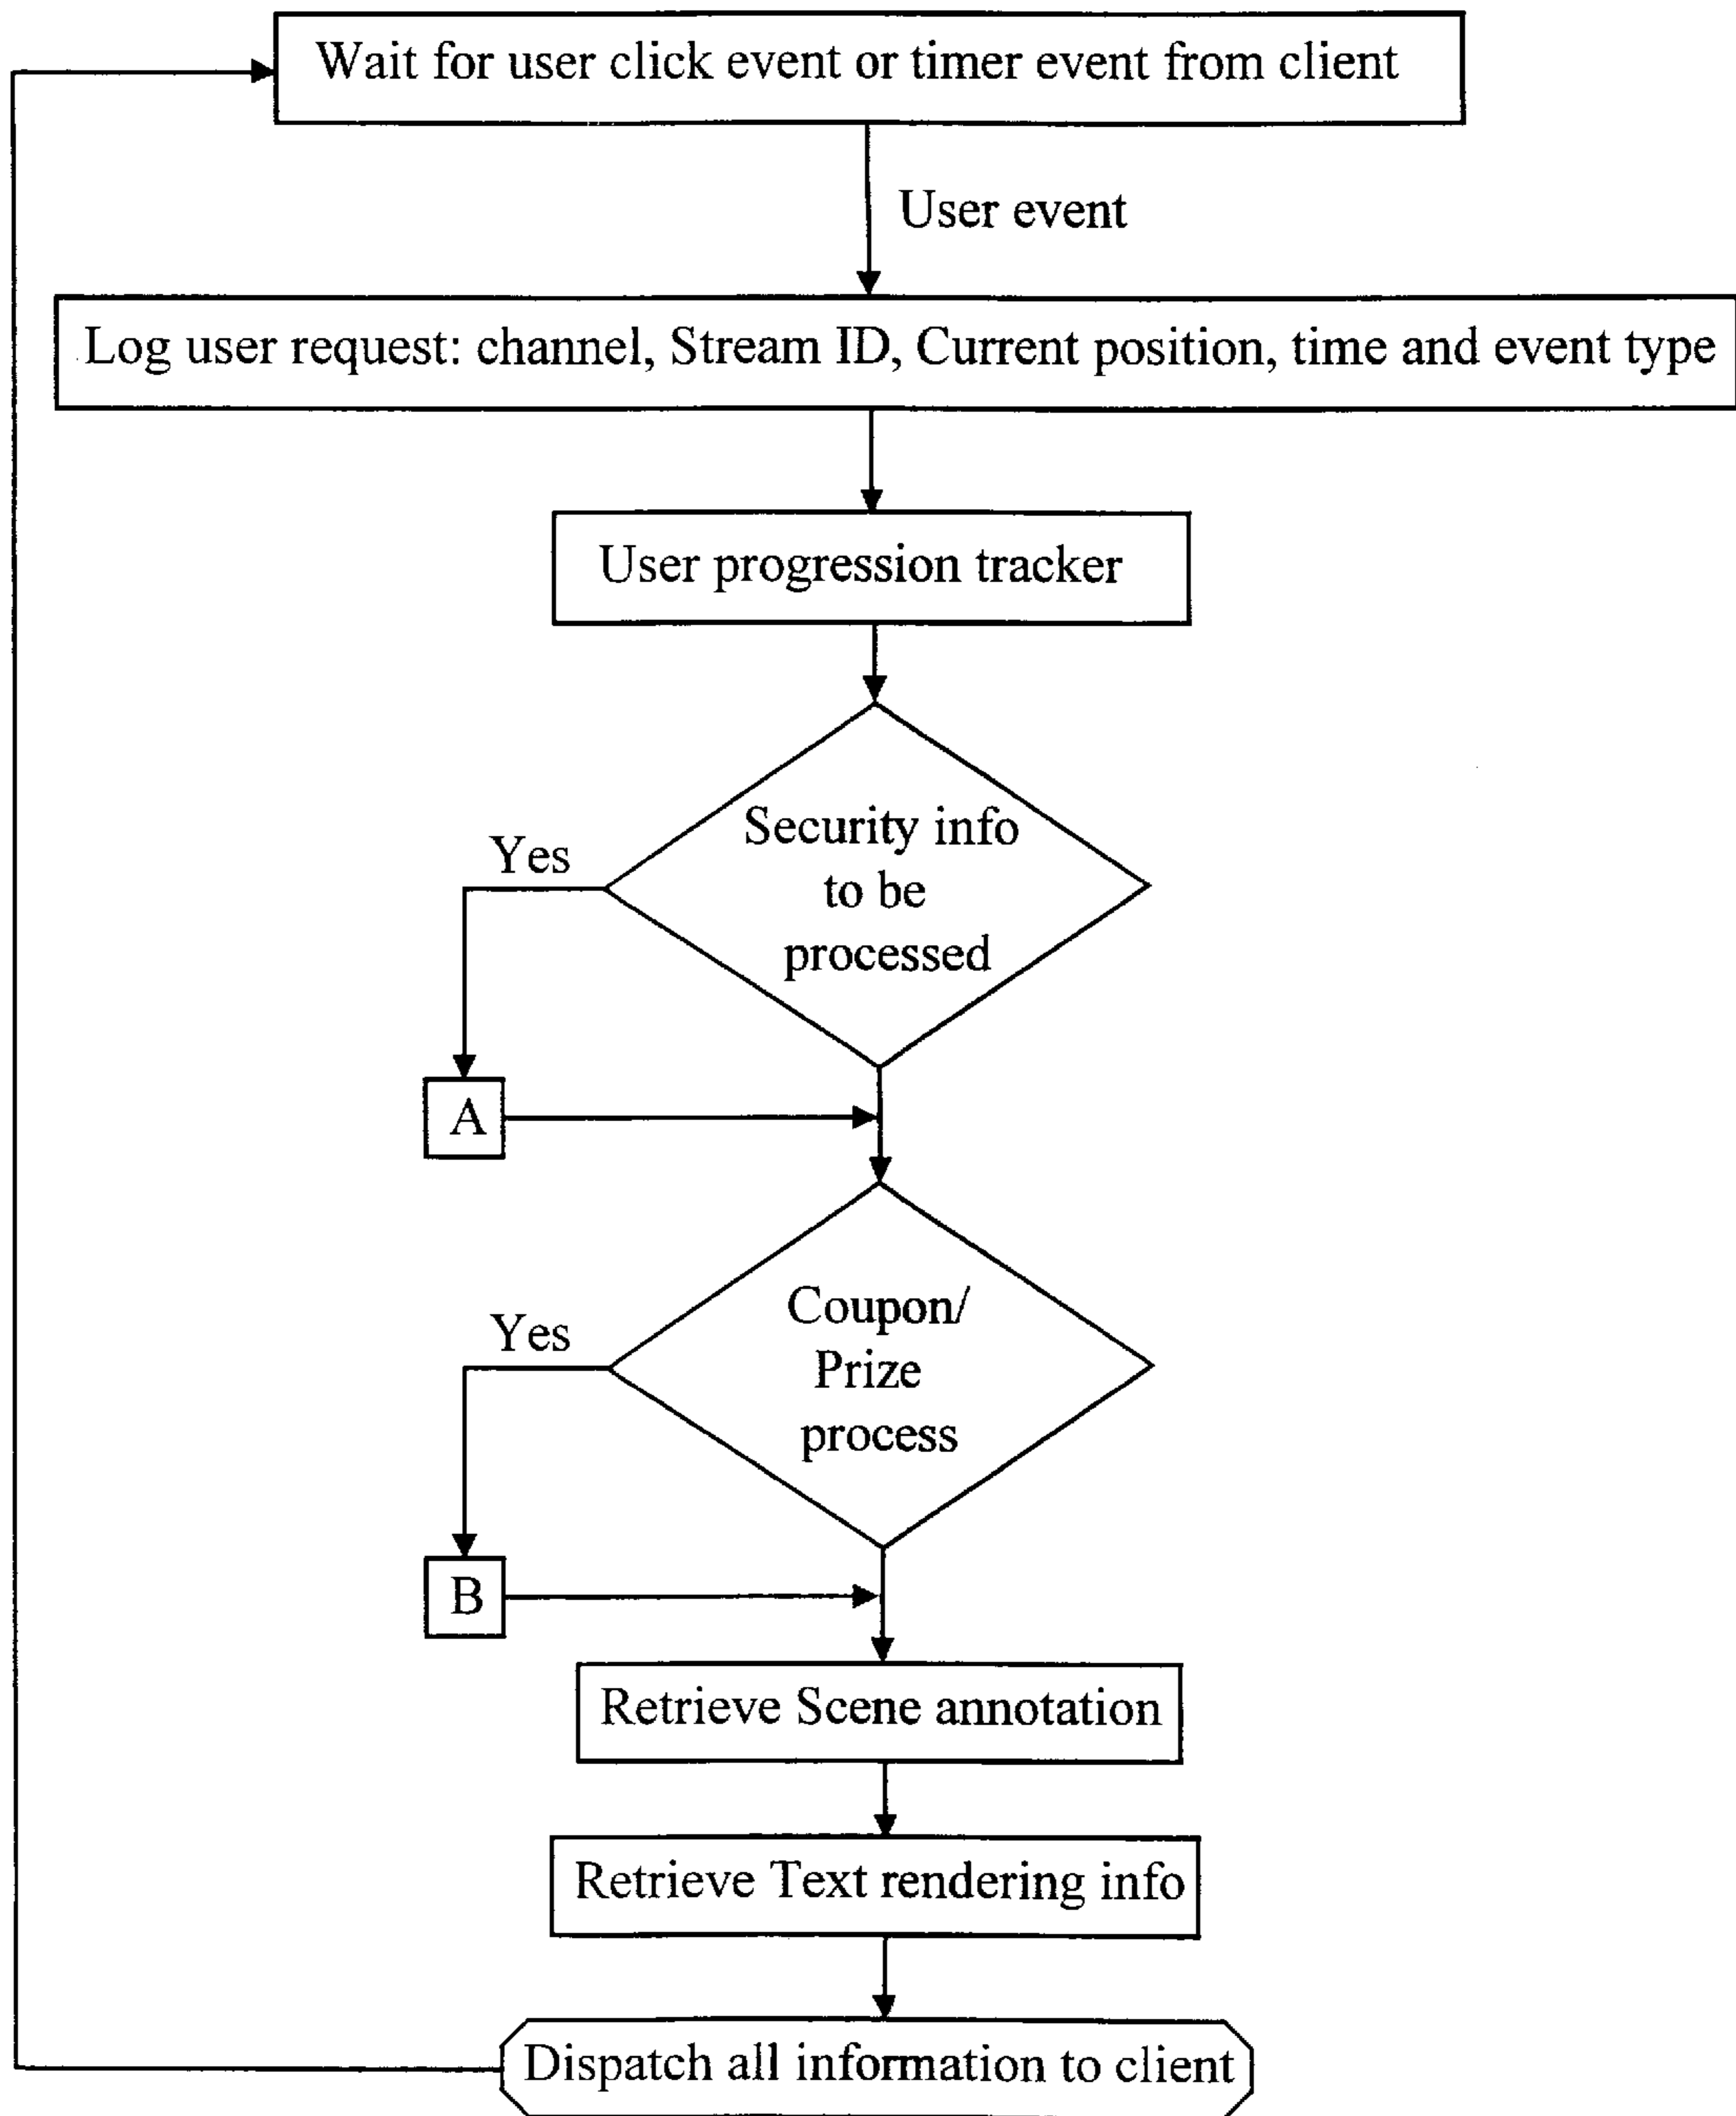 Wait for user click event or timer event from client
User event
Log user request: channel, Stream ID, Current position, time and event type
User progression tracker
Security info
to be
processed
Yes
A
Coupon/
Prize
process
Yes
B
Retrieve Scene annotation
Retrieve Text rendering info
Dispatch all information to client